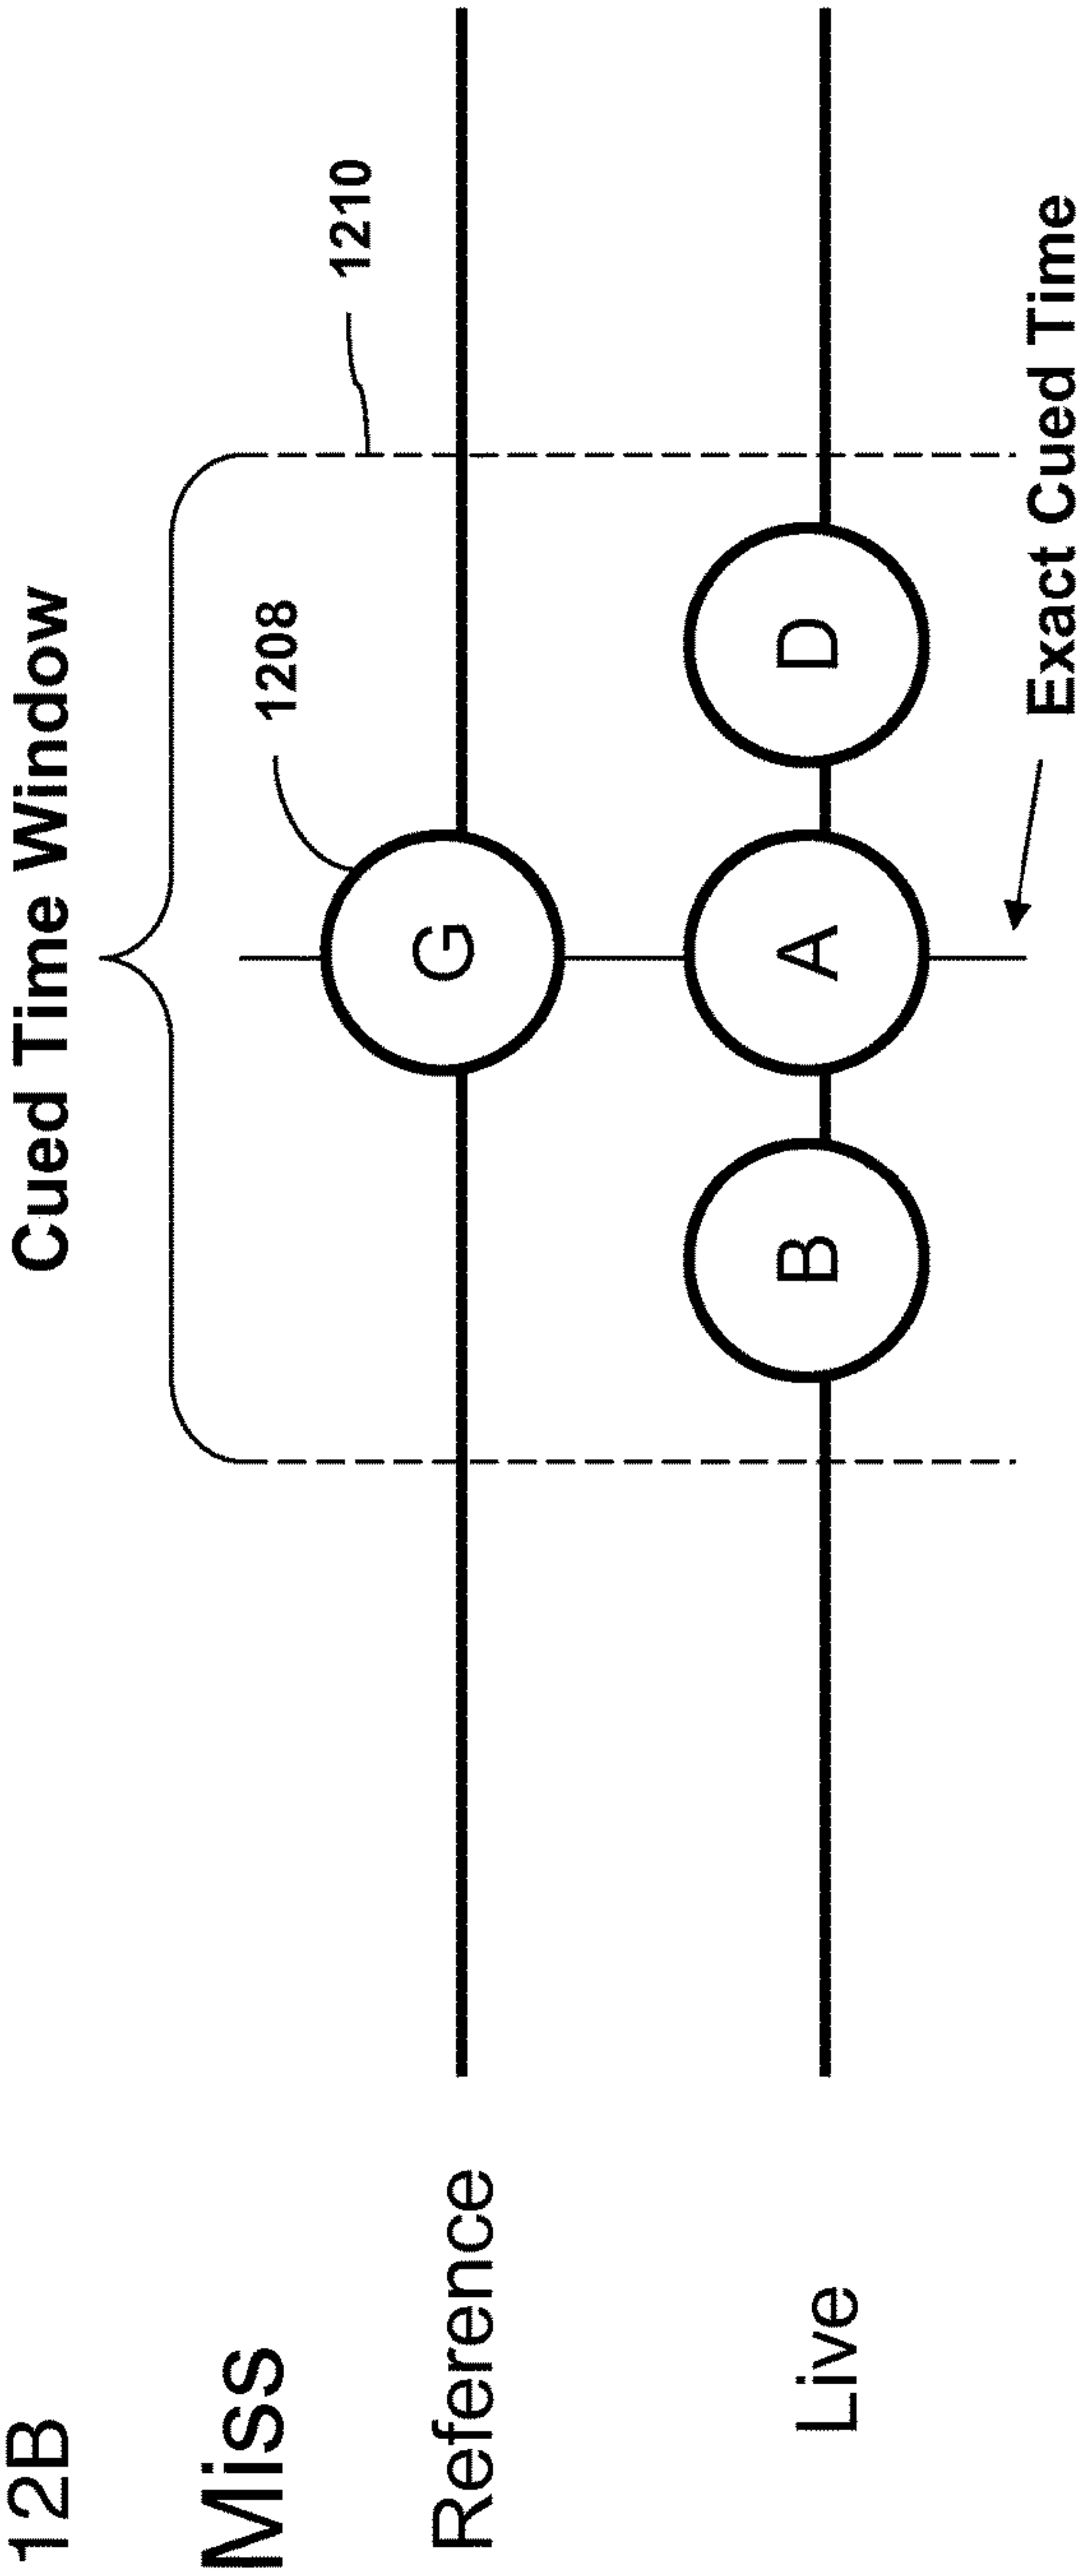 12B
Cued Time Window
Miss
1208
1210
Reference
G
Live
B
A
D
Exact Cued Time